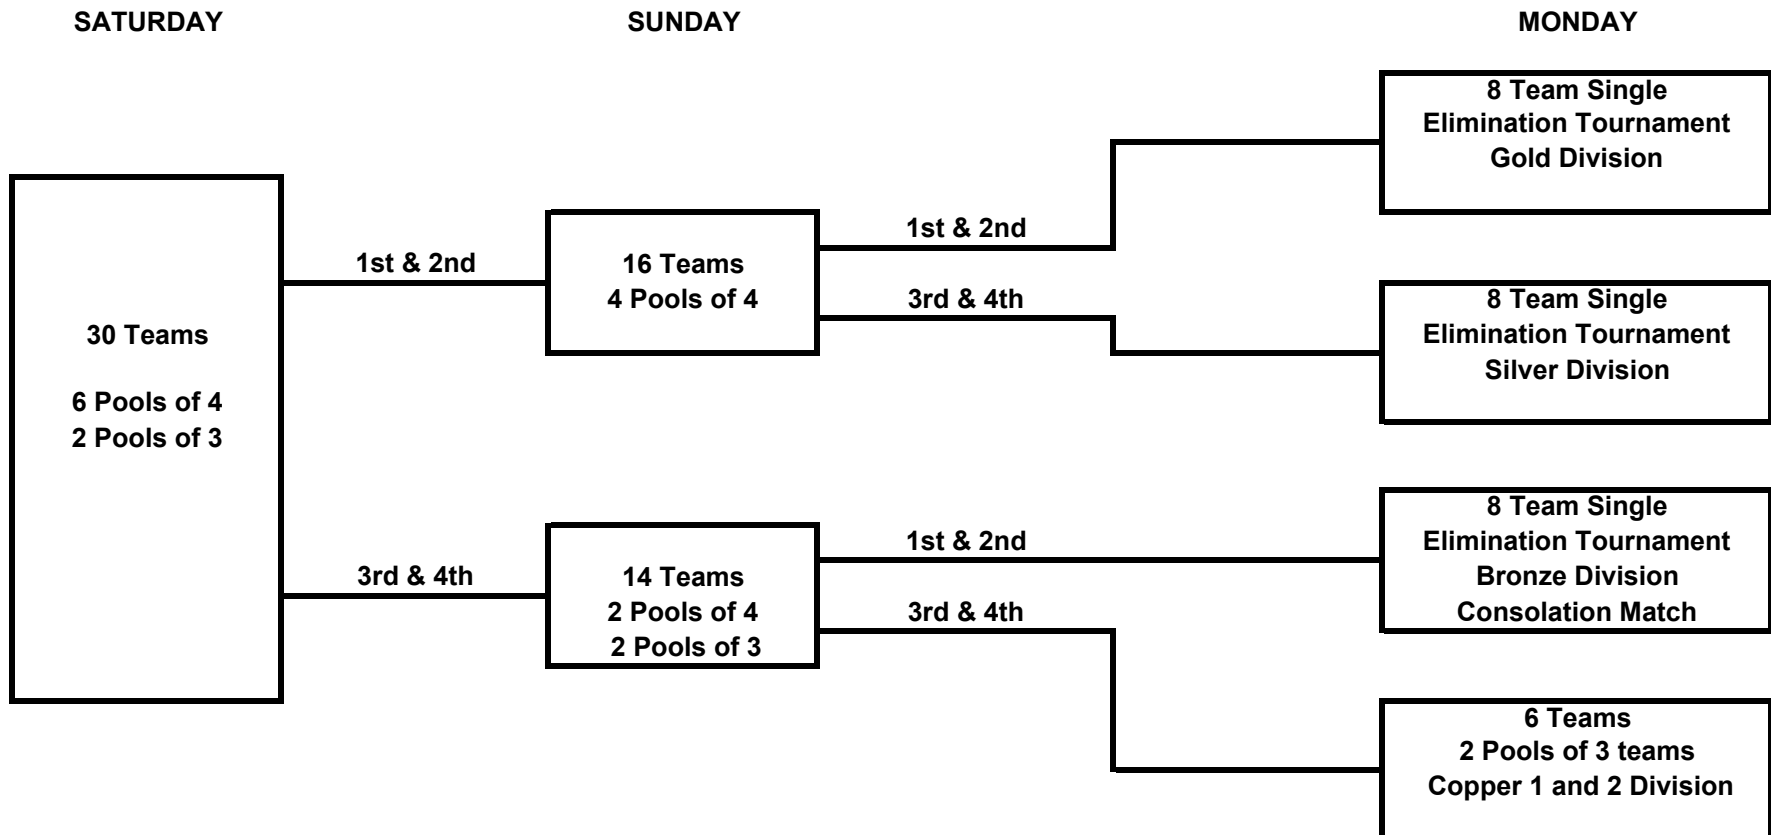 SATURDAY
SUNDAY
MONDAY
30 Teams
6 Pools of 4
2 Pools of 3
1st & 2nd
3rd & 4th
16 Teams
4 Pools of 4
14 Teams
2 Pools of 4
2 Pools of 3
1st & 2nd
3rd & 4th
1st & 2nd
3rd & 4th
8 Team Single
Elimination Tournament
Gold Division
8 Team Single
Elimination Tournament
Silver Division
8 Team Single
Elimination Tournament
Bronze Division
Consolation Match
6 Teams
2 Pools of 3 teams
Copper 1 and 2 Division